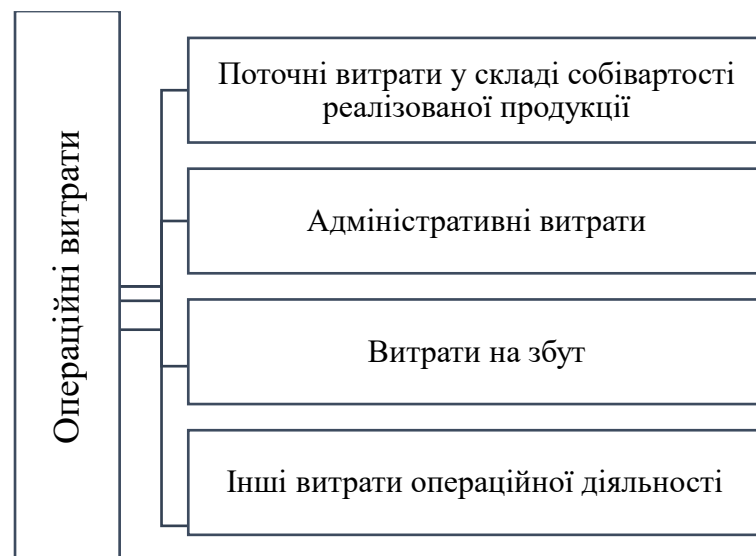 Операційні витрати
Поточні витрати у складі собівартості
реалізованої продукції
Адміністративні витрати
Витрати на збут
Інші витрати операційної діяльності